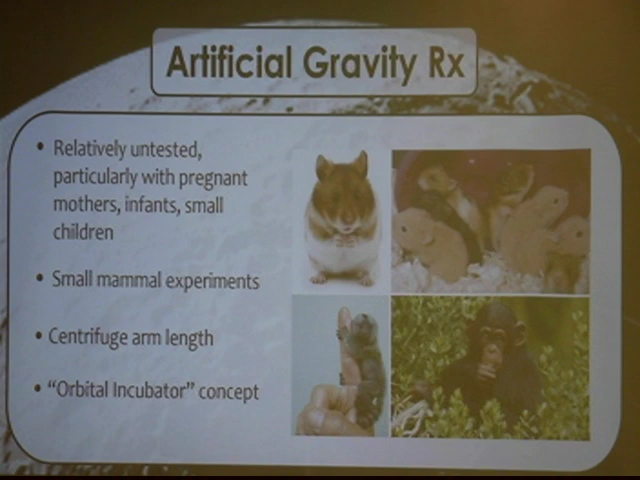 Artificial Gravity Rx
• Relatively untested,
particularly with pregnant
mothers, infants, small
children
• Small mammal experiments
• Centrifuge arm length
• “Orbital Incubator” concept